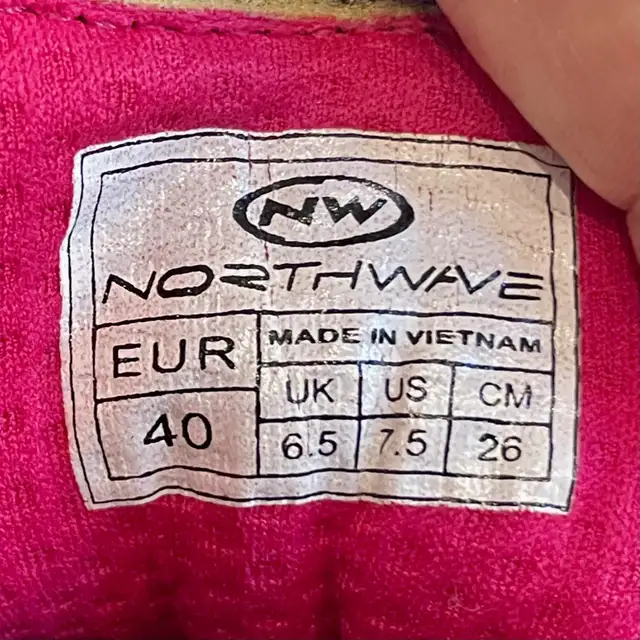 NW
NORTHWAVE
EUR
40
MADE IN VIETNAM
UK US CM
6.5 7.5 26